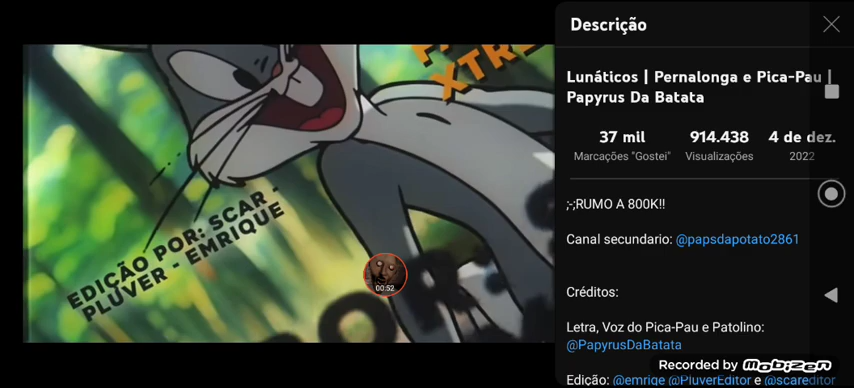 Descrição
Lunáticos | Pernalonga e Pica-Pau |
Papyrus Da Batata
37 mil
914.438
4 de dez.
Marcações "Gostei"
Visualizações
2022
;-;RUMO A 800K!!
Canal secundario: @papsdapotato2861
Créditos:
Letra, Voz do Pica-Pau e Patolino:
@PapyrusDaBatata
Edição: @emrige @PluverEditor e @scareditor
Recorded by mobizen
XTRE
EDIÇÃO POR: SCAR -
PLUVER - EMRIQUE
00:52